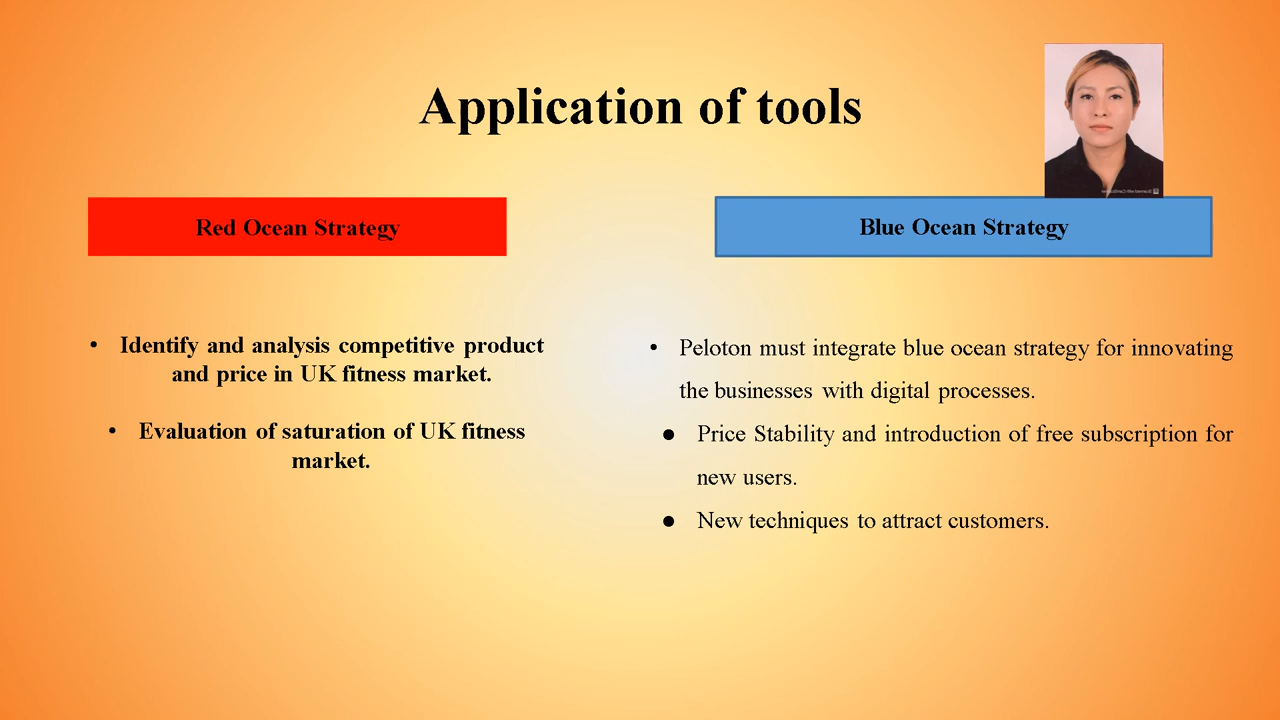 Application of tools
Red Ocean Strategy
Blue Ocean Strategy
• Identify and analysis competitive product
and price in UK fitness market.
• Evaluation of saturation of UK fitness
market.
• Peloton must integrate blue ocean strategy for innovating
the businesses with digital processes.
● Price Stability and introduction of free subscription for
new users.
● New techniques to attract customers.